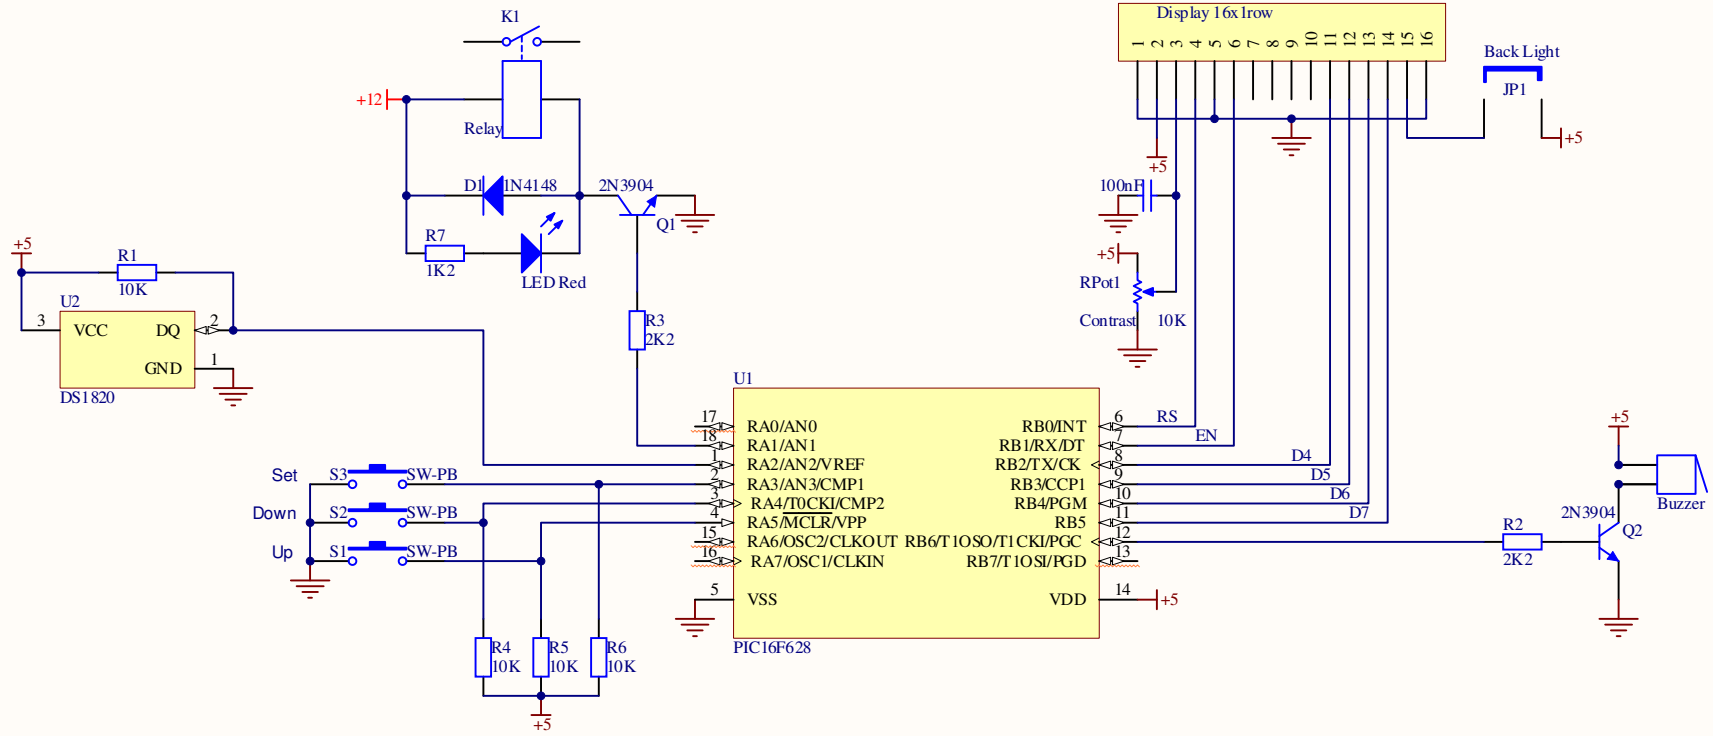 K1
+12
Relay
D1 1N4148
2N3904
Q1
R7
1K2
LED Red
+5
R1
10K
U2
3 VCC DQ 2
GND 1
DS1820
R3
2K2
Display 16x1row
1 2 3 4 5 6 7 8 9 10 11 12 13 14 15 16
Back Light
JP1
+5
+5
100nF
+5
RPot1
Contrast 10K
U1
17 RA0/AN0 RB0/INT 6 RS
18 RA1/AN1 RB1/RX/DT 7 EN
1 RA2/AN2/VREF RB2/TX/CK 8 D4
2 RA3/AN3/CMP1 RB3/CCP1 9 D5
3 RA4/T0CKI/CMP2 RB4/PGM 10 D6
4 RA5/MCLR/VPP RB5 11 D7
15 RA6/OSC2/CLKOUT RB6/T1OSO/T1CKI/PGC 12
16 RA7/OSC1/CLKIN RB7/T1OSI/PGD 13
5 VSS VDD 14 +5
PIC16F628
Set S3 SW-PB
Down S2 SW-PB
Up S1 SW-PB
R4
10K
R5
10K
R6
10K
+5
+5
Buzzer
2N3904
Q2
R2
2K2